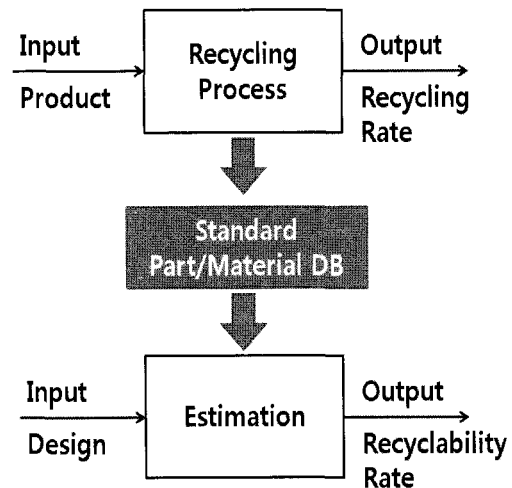 Input
Product
Recycling
Process
Output
Recycling
Rate
Standard
Part/Material DB
Input
Design
Estimation
Output
Recyclability
Rate